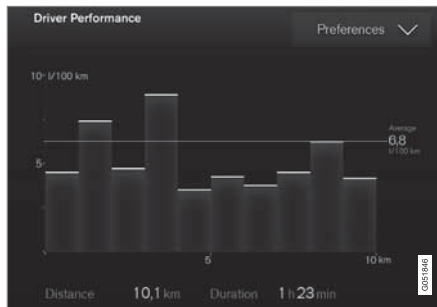 Driver Performance
Preferences
10 l/100 km
Average
6,8
l/100 km
5
5
10 km
Distance 10,1 km Duration 1 h 23 min
G051846